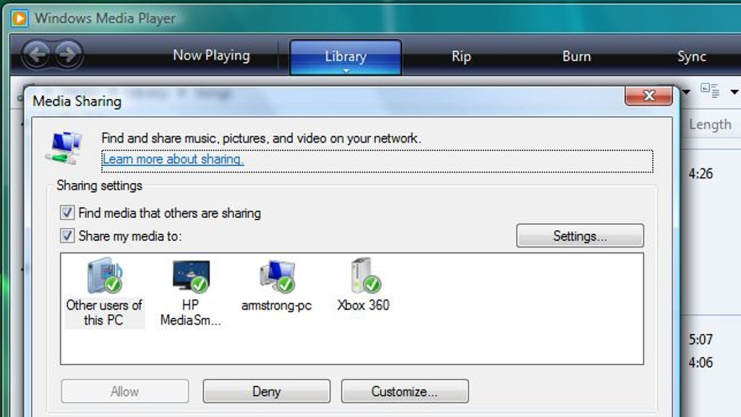 Windows Media Player
Now Playing
Library
Rip
Burn
Sync
Media Sharing
Length
Find and share music, pictures, and video on your network.
Learn more about sharing.
4:26
Sharing settings
Find media that others are sharing
Share my media to:
Settings...
Other users of
this PC
HP
MediaSm...
armstrong-pc
Xbox 360
5:07
4:06
Allow
Deny
Customize...